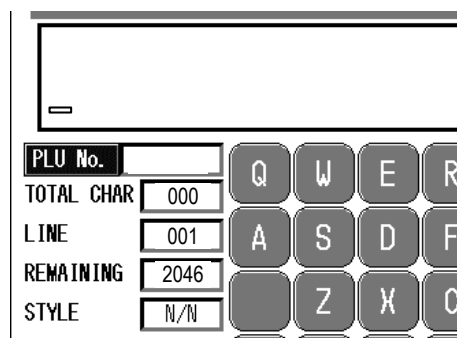 PLU No.
Q W E R
TOTAL CHAR 000
LINE 001
A S D F
REMAINING 2046
Z X C
STYLE N/N